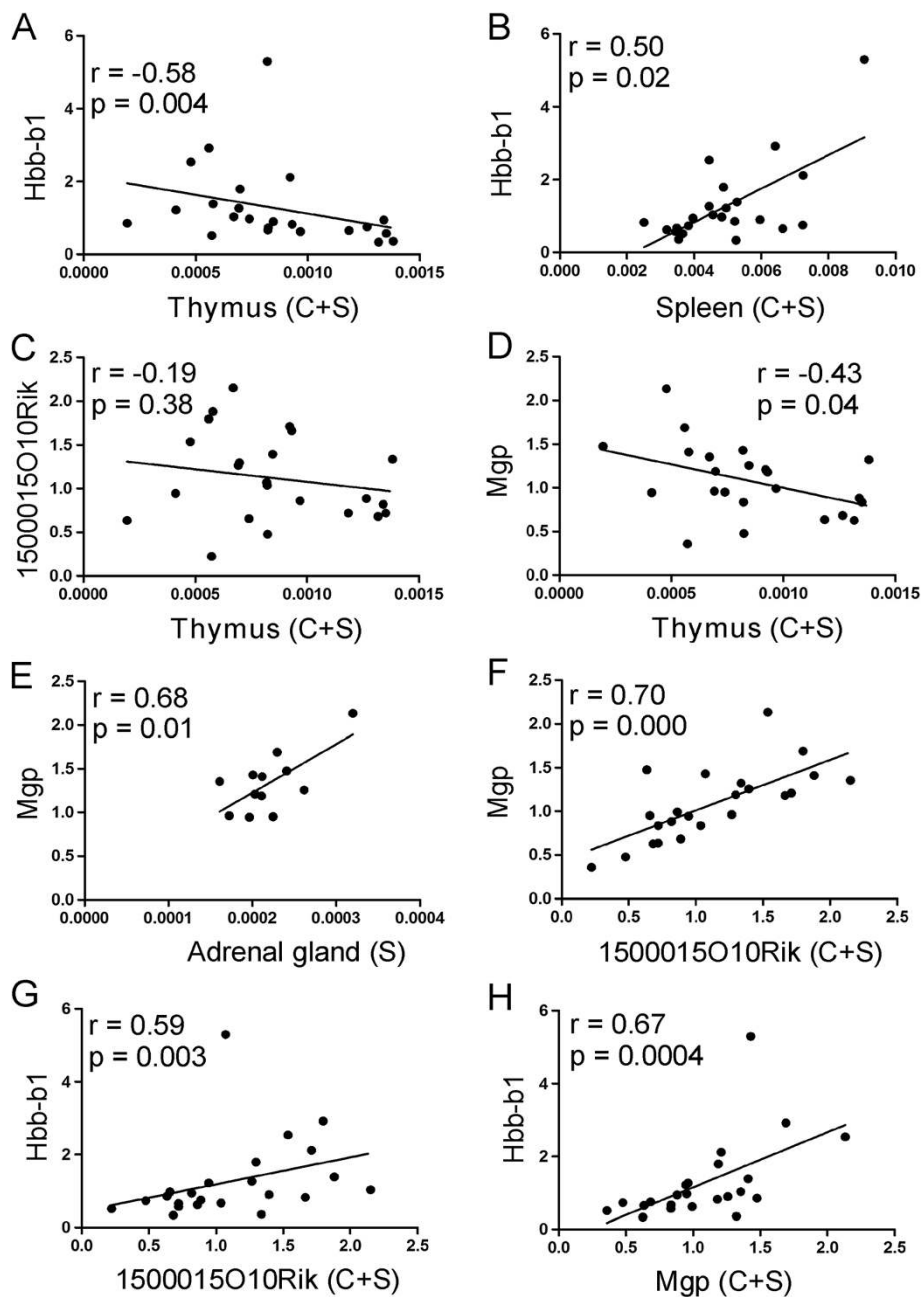 A
Hbb-b1
r = -0.58
p = 0.004
6
4
2
0
0.0000 0.0005 0.0010 0.0015
Thymus (C+S)
B
Hbb-b1
r = 0.50
p = 0.02
6
4
2
0
0.000 0.002 0.004 0.006 0.008 0.010
Spleen (C+S)
C
1500015O10Rik
r = -0.19
p = 0.38
2.5
2.0
1.5
1.0
0.5
0.0
0.0000 0.0005 0.0010 0.0015
Thymus (C+S)
D
Mgp
r = -0.43
p = 0.04
2.5
2.0
1.5
1.0
0.5
0.0
0.0000 0.0005 0.0010 0.0015
Thymus (C+S)
E
Mgp
r = 0.68
p = 0.01
2.5
2.0
1.5
1.0
0.5
0.0
0.0000 0.0001 0.0002 0.0003 0.0004
Adrenal gland (S)
F
Mgp
r = 0.70
p = 0.000
2.5
2.0
1.5
1.0
0.5
0.0
0.0 0.5 1.0 1.5 2.0 2.5
1500015O10Rik (C+S)
G
Hbb-b1
r = 0.59
p = 0.003
6
4
2
0
0.0 0.5 1.0 1.5 2.0 2.5
1500015O10Rik (C+S)
H
Hbb-b1
r = 0.67
p = 0.0004
6
4
2
0
0.0 0.5 1.0 1.5 2.0 2.5
Mgp (C+S)